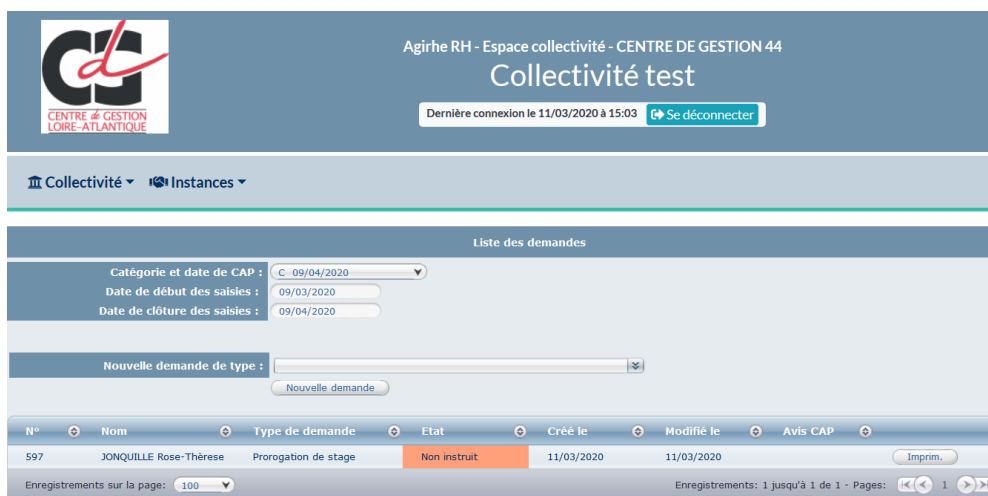 Agirhe RH - Espace collectivité - CENTRE DE GESTION 44
Collectivité test
Dernière connexion le 11/03/2020 à 15:03 Se déconnecter
cdg
CENTRE de GESTION
LOIRE-ATLANTIQUE
Collectivité Instances
Liste des demandes
Catégorie et date de CAP : C 09/04/2020
Date de début des saisies : 09/03/2020
Date de clôture des saisies : 09/04/2020
Nouvelle demande de type :
Nouvelle demande
N° Nom Type de demande Etat Créé le Modifié le Avis CAP
597 JONQUILLE Rose-Thèrese Prorogation de stage Non instruit 11/03/2020 11/03/2020 Imprim.
Enregistrements sur la page: 100 Enregistrements: 1 jusqu'à 1 de 1 - Pages: 1